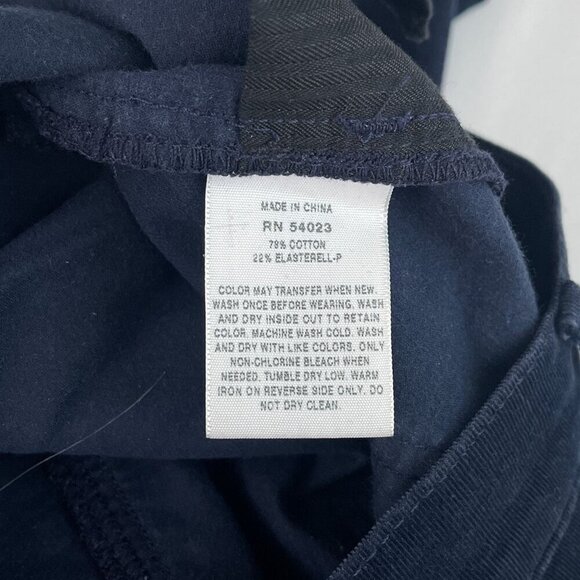 MADE IN CHINA
RN 54023
78% COTTON
22% ELASTERELL-P
COLOR MAY TRANSFER WHEN NEW.
WASH ONCE BEFORE WEARING. WASH
AND DRY INSIDE OUT TO RETAIN
COLOR. MACHINE WASH COLD. WASH
AND DRY WITH LIKE COLORS. ONLY
NON-CHLORINE BLEACH WHEN
NEEDED. TUMBLE DRY LOW. WARM
IRON ON REVERSE SIDE ONLY. DO
NOT DRY CLEAN.